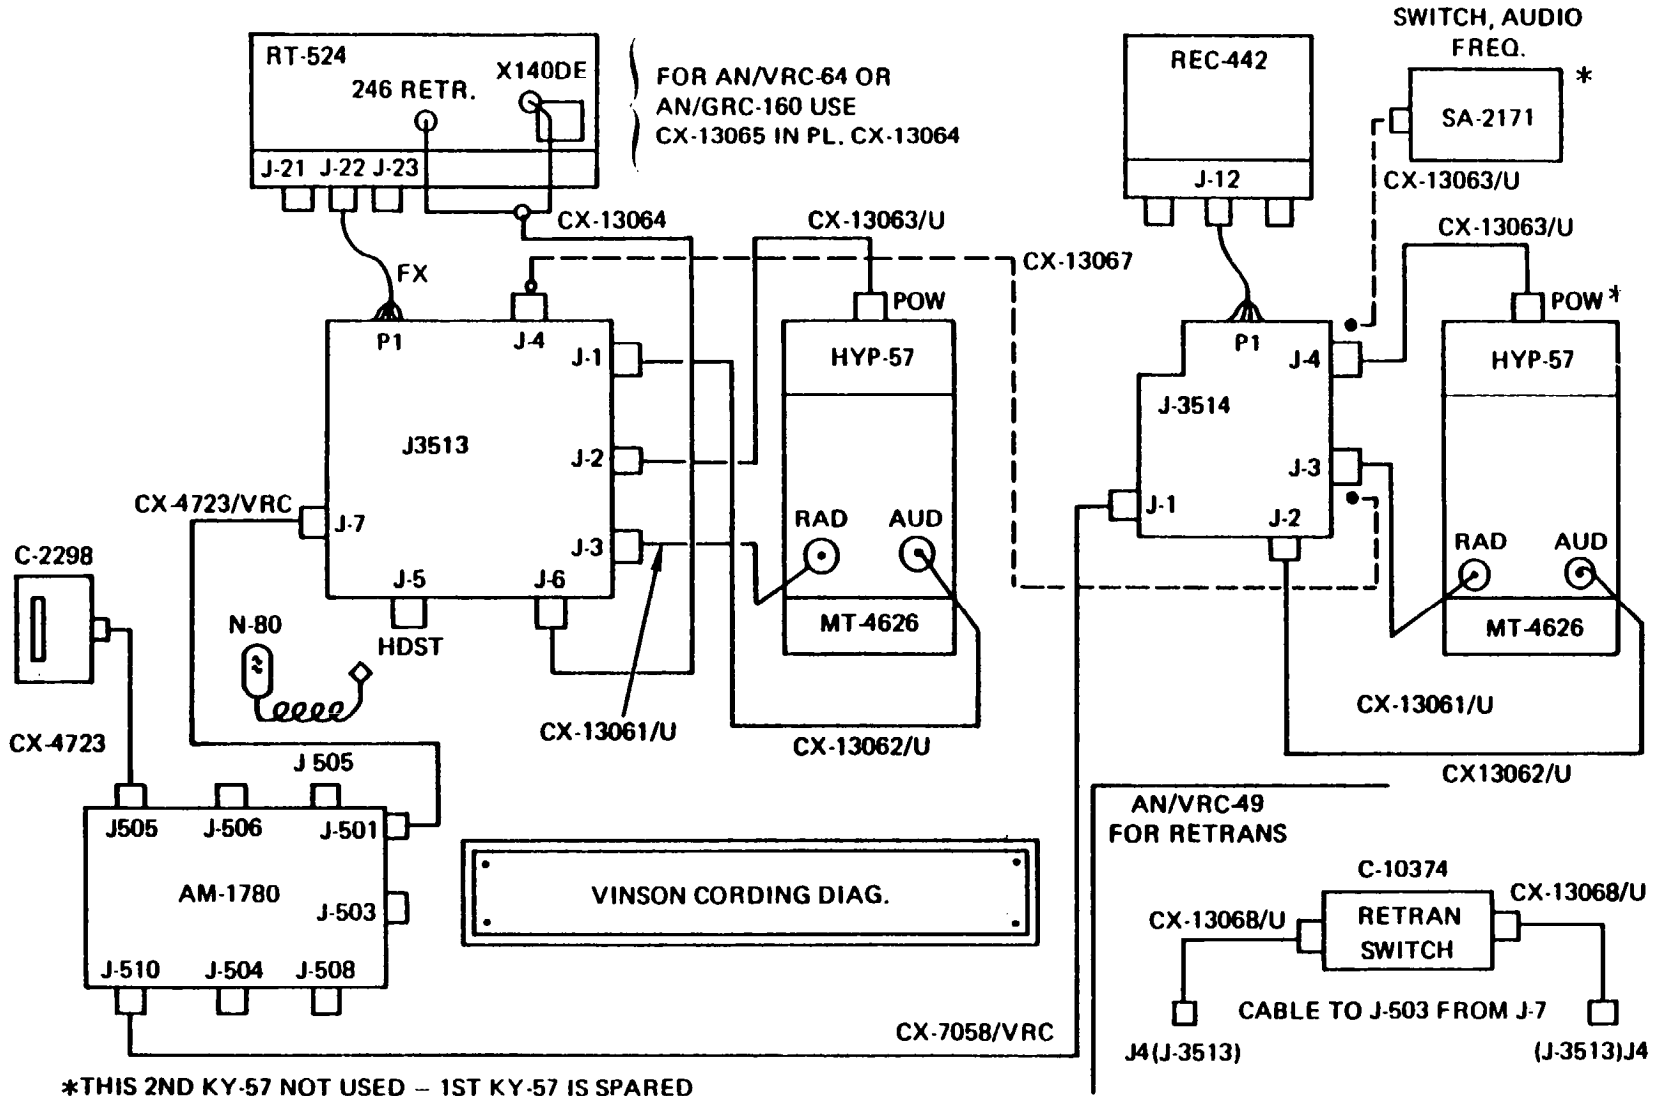 SWITCH, AUDIO
FREQ.
RT-524
X140DE
246 RETR.
FOR AN/VRC-64 OR
AN/GRC-160 USE
CX-13065 IN PL. CX-13064
REC-442
*
SA-2171
J-21 J-22 J-23
J-12
CX-13063/U
CX-13064
CX-13063/U
CX-13063/U
FX
CX-13067
POW
POW*
P1
J-4
J-1
HYP-57
P1
J-4
HYP-57
J-3514
J3513
J-2
J-3
CX-4723/VRC
J-7
RAD
AUD
J-1
J-2
J-3
RAD
AUD
C-2298
J-5
J-6
N-80
HDST
MT-4626
MT-4626
CX-13061/U
CX-13061/U
CX-4723
CX-13062/U
J 505
CX13062/U
J505
J-506
J-501
AN/VRC-49
FOR RETRANS
AM-1780
J-503
VINSON CORDING DIAG.
C-10374
CX-13068/U
CX-13068/U
RETRAN
SWITCH
J-510
J-504
J-508
CABLE TO J-503 FROM J-7
CX-7058/VRC
J4(J-3513)
(J-3513)J4
*THIS 2ND KY-57 NOT USED – 1ST KY-57 IS SPARED